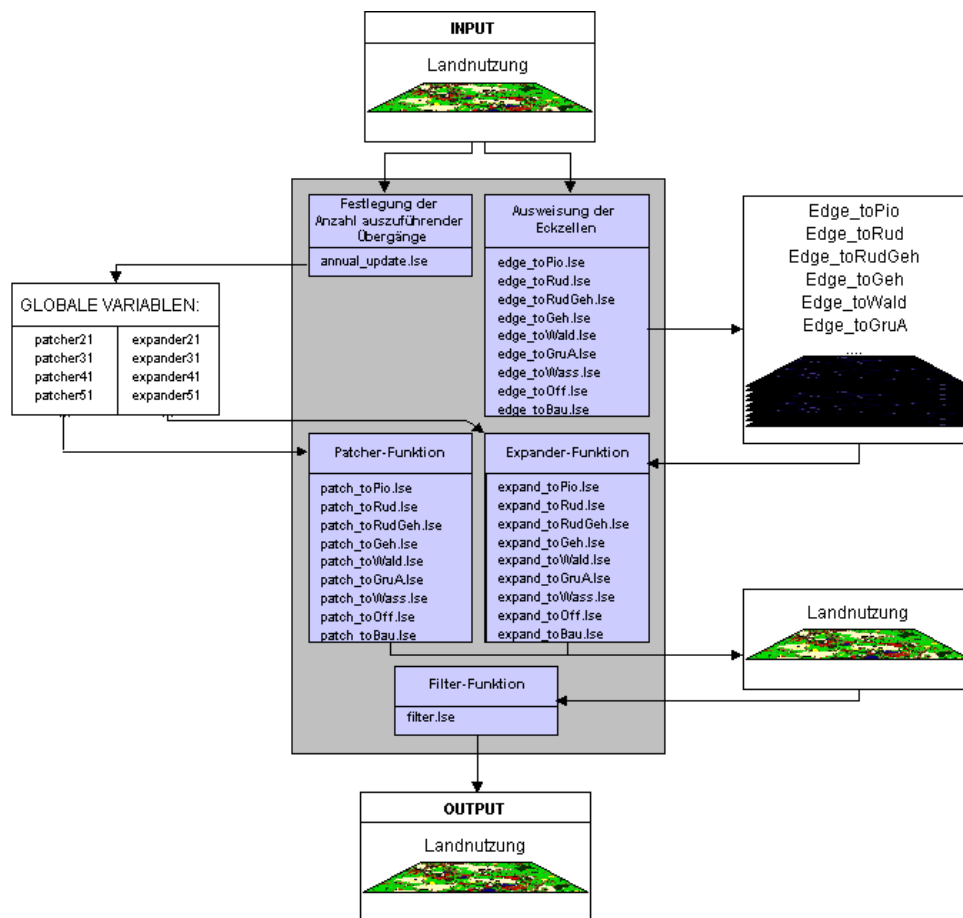 INPUT
Landnutzung
Festlegung der
Anzahl auszuführender
Übergänge
annual_update.lse
Ausweisung der
Eckzellen
edge_toPio.lse
edge_toRud.lse
edge_toRudGeh.lse
edge_toGeh.lse
edge_toWald.lse
edge_toGruA.lse
edge_toWass.lse
edge_toOff.lse
edge_toBau.lse
Edge_toPio
Edge_toRud
Edge_toRudGeh
Edge_toGeh
Edge_toWald
Edge_toGruA
....
GLOBALE VARIABLEN:
patcher21
patcher31
patcher41
patcher51
expander21
expander31
expander41
expander51
Patcher-Funktion
patch_toPio.lse
patch_toRud.lse
patch_toRudGeh.lse
patch_toGeh.lse
patch_toWald.lse
patch_toGruA.lse
patch_toWass.lse
patch_toOff.lse
patch_toBau.lse
Expander-Funktion
expand_toPio.lse
expand_toRud.lse
expand_toRudGeh.lse
expand_toGeh.lse
expand_toWald.lse
expand_toGruA.lse
expand_toWass.lse
expand_toOff.lse
expand_toBau.lse
Landnutzung
Filter-Funktion
filter.lse
OUTPUT
Landnutzung